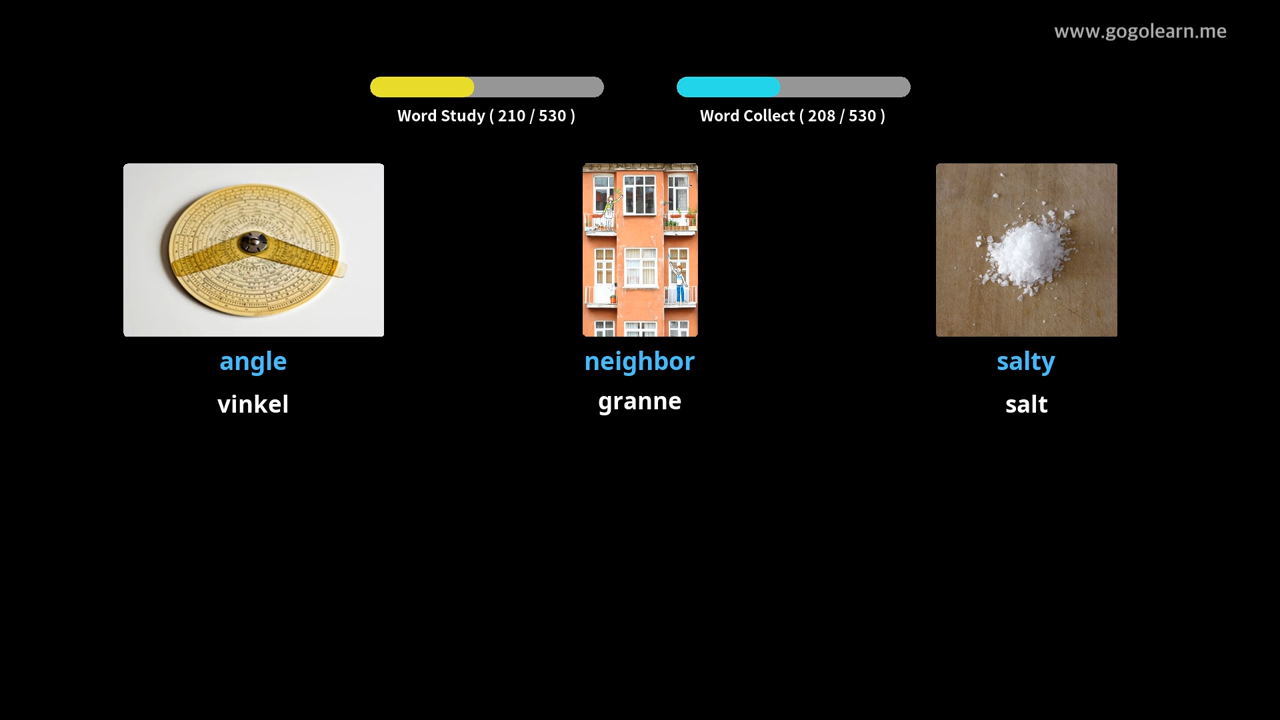 www.gogolearn.me
Word Study ( 210 / 530 )
Word Collect ( 208 / 530 )
angle
neighbor
salty
vinkel
granne
salt